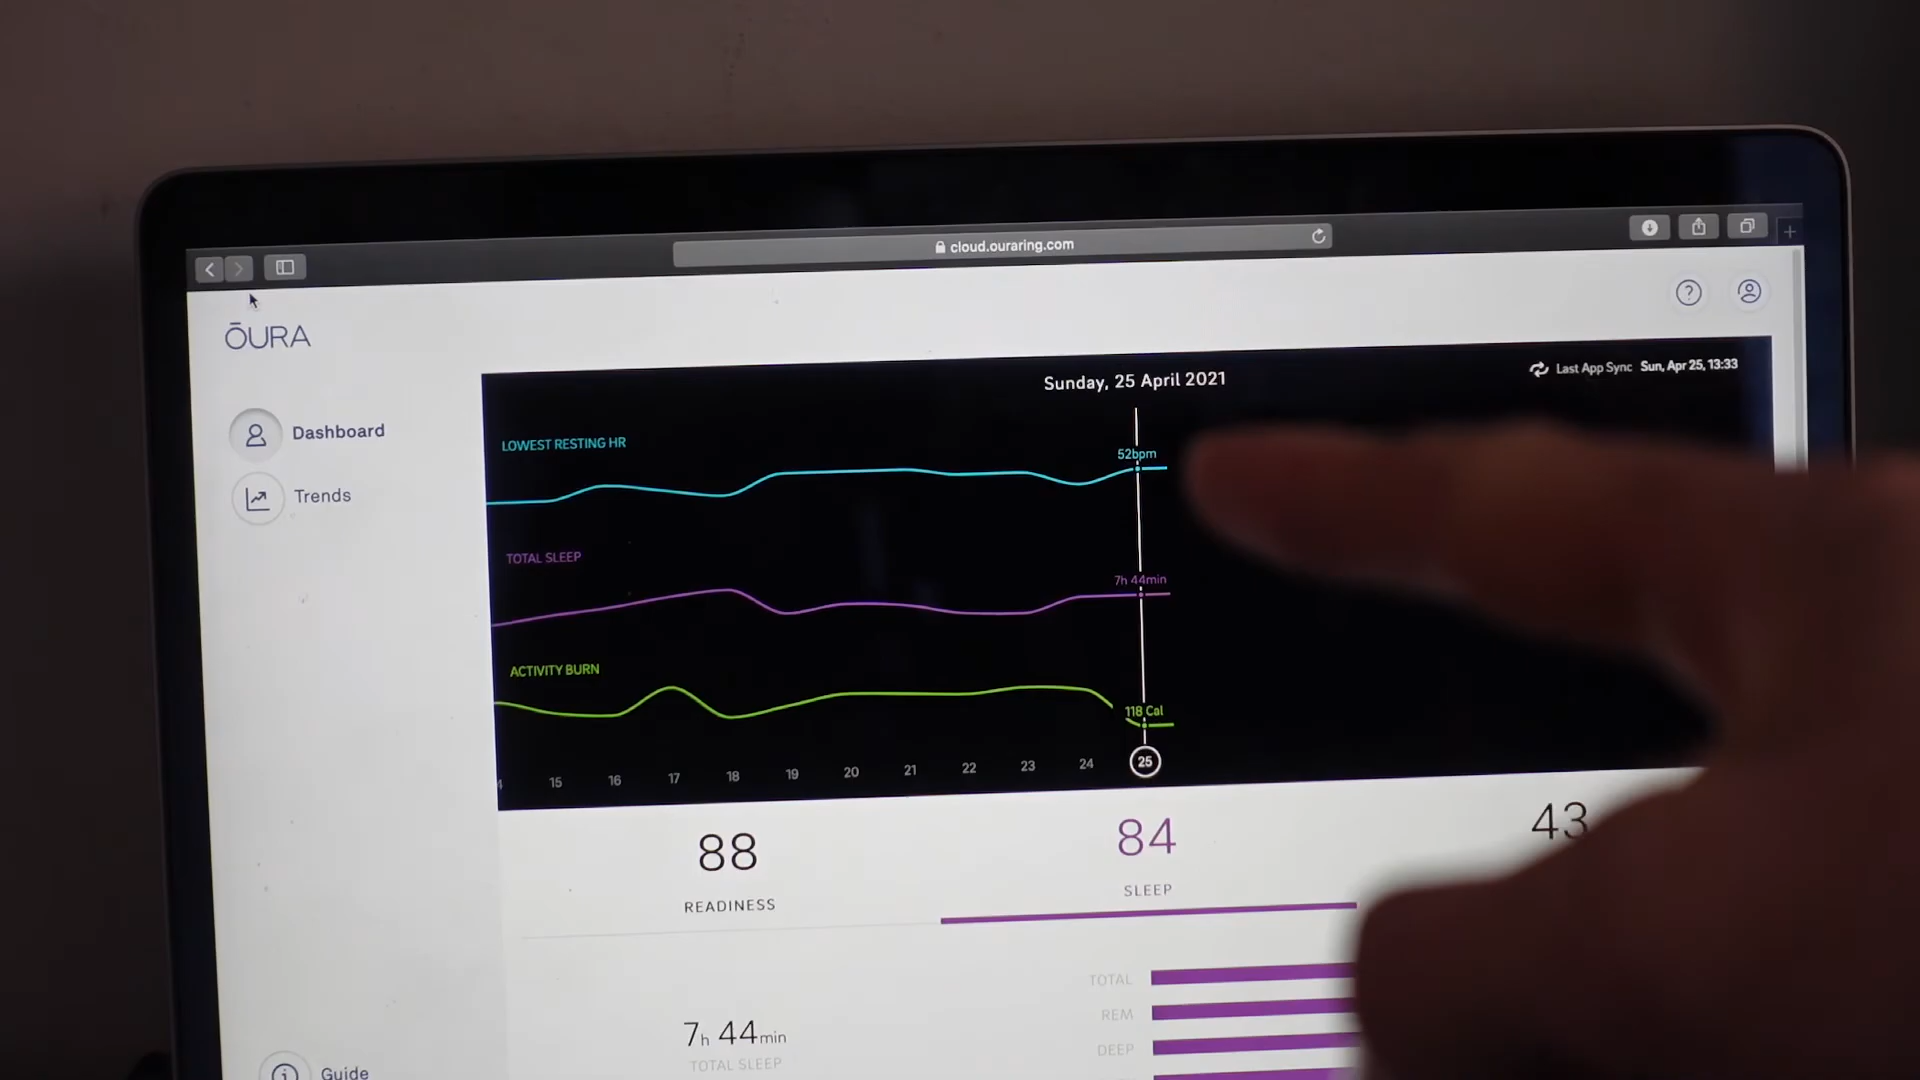 cloud.ouraring.com
ŌURA
Dashboard
Trends
Guide
Sunday, 25 April 2021
Last App Sync Sun, Apr 25, 13:33
LOWEST RESTING HR
52bpm
TOTAL SLEEP
7h 44min
ACTIVITY BURN
118 Cal
15 16 17 18 19 20 21 22 23 24 25
88
READINESS
84
SLEEP
43
7h 44min
TOTAL SLEEP
TOTAL
REM
DEEP